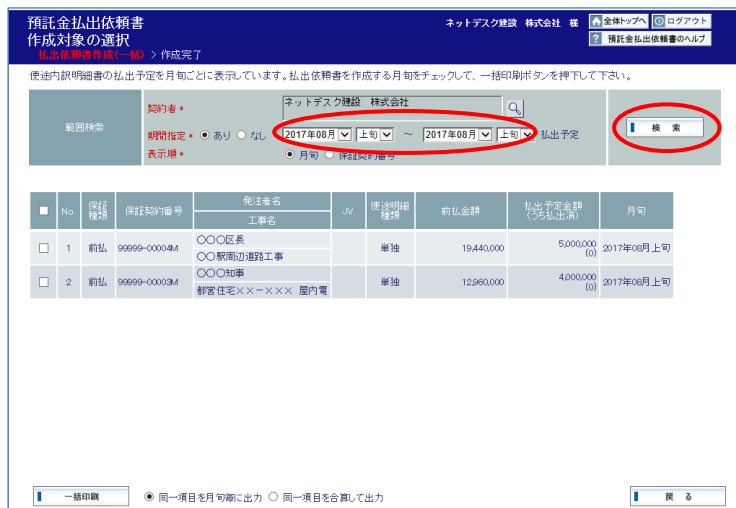 預託金払出依頼書
作成対象の選択
払出依頼書作成(一括) > 作成完了
ネットデスク建設 株式会社 様
全体トップへ
ログアウト
? 預託金払出依頼書のヘルプ
使途内訳明細書の払出予定を月旬ごとに表示しています。払出依頼書を作成する月旬をチェックして、一括印刷ボタンを押下して下さい。
範囲検索
契約者* ネットデスク建設 株式会社
期間指定* あり なし 2017年08月 上旬 ～ 2017年08月 上旬 払出予定
表示順* 月旬 保証契約番号
検 索
No. 保証種類 保証契約番号 発注者名 工事名 JV 使途明細種類 前払金額 払出予定金額(うち払出済) 月旬
1 前払 99999-00004M 〇〇〇区長 単独 19,440,000 5,000,000 (0) 2017年08月上旬
〇〇駅周辺道路工事
2 前払 99999-00003M 〇〇〇知事 単独 12,960,000 4,000,000 (0) 2017年08月上旬
都営住宅××－××× 屋内電
一括印刷 同一項目を月旬毎に出力 同一項目を合算して出力
戻 る